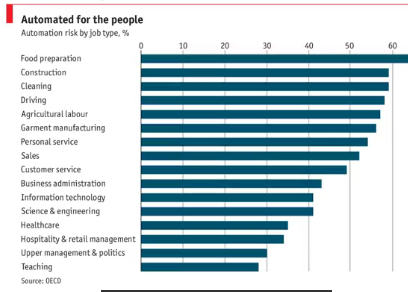 Automated for the people
Automation risk by job type, %
0 10 20 30 40 50 60
Food preparation
Construction
Cleaning
Driving
Agricultural labour
Garment manufacturing
Personal service
Sales
Customer service
Business administration
Information technology
Science & engineering
Healthcare
Hospitality & retail management
Upper management & politics
Teaching
Source: OECD